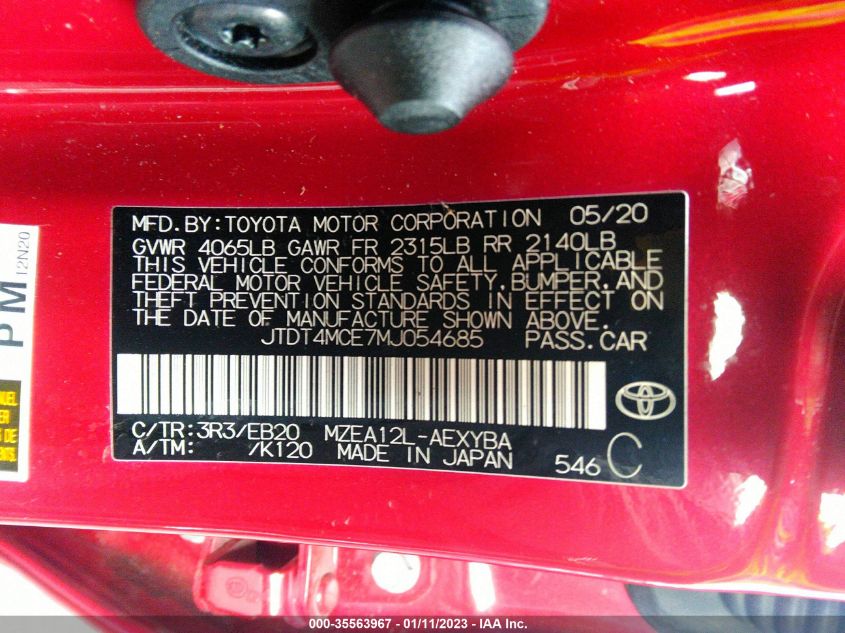 MFD.BY:TOYOTA MOTOR CORPORATION 05/20
GVWR 4065LB GAWR FR 2315LB RR 2140LB
THIS VEHICLE CONFORMS TO ALL APPLICABLE
FEDERAL MOTOR VEHICLE SAFETY,BUMPER,AND
THEFT PREVENTION STANDARDS IN EFFECT ON
THE DATE OF MANUFACTURE SHOWN ABOVE.
JTDT4MCE7MJ054685 PASS.CAR
C/TR:3R3/EB20 MZEA12L-AEXYBA
A/TM: /K120 MADE IN JAPAN 546 C
PM
12N20
000-35563967 - 01/11/2023 - IAA Inc.